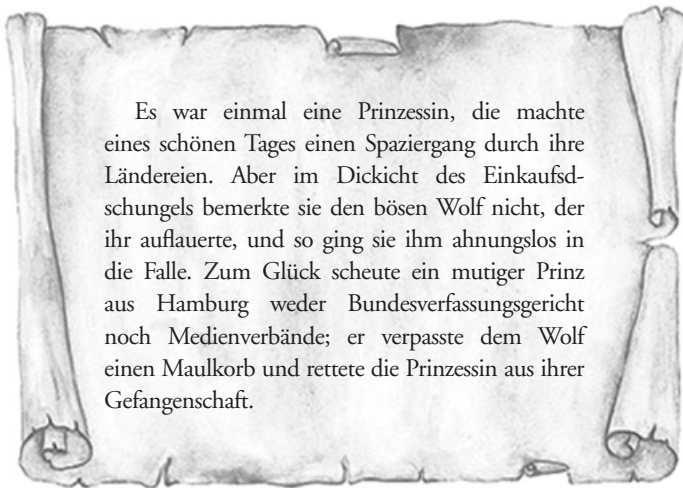 Es war einmal eine Prinzessin, die machte
eines schönen Tages einen Spaziergang durch ihre
Ländereien. Aber im Dickicht des Einkaufsd-
schungels bemerkte sie den bösen Wolf nicht, der
ihr auflauerte, und so ging sie ihm ahnungslos in
die Falle. Zum Glück scheute ein mutiger Prinz
aus Hamburg weder Bundesverfassungsgericht
noch Medienverbände; er verpasste dem Wolf
einen Maulkorb und rettete die Prinzessin aus ihrer
Gefangenschaft.